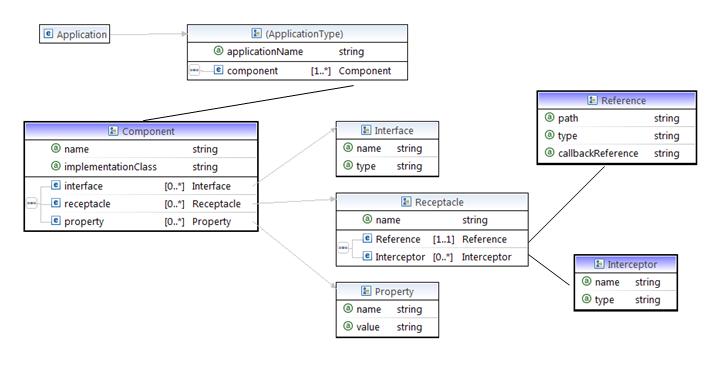 Application
(ApplicationType)
applicationName string
component [1..*] Component
Component
name string
implementationClass string
interface [0..*] Interface
receptacle [0..*] Receptacle
property [0..*] Property
Interface
name string
type string
Reference
path string
type string
callbackReference string
Receptacle
name string
Reference [1..1] Reference
Interceptor [0..*] Interceptor
Interceptor
name string
type string
Property
name string
value string